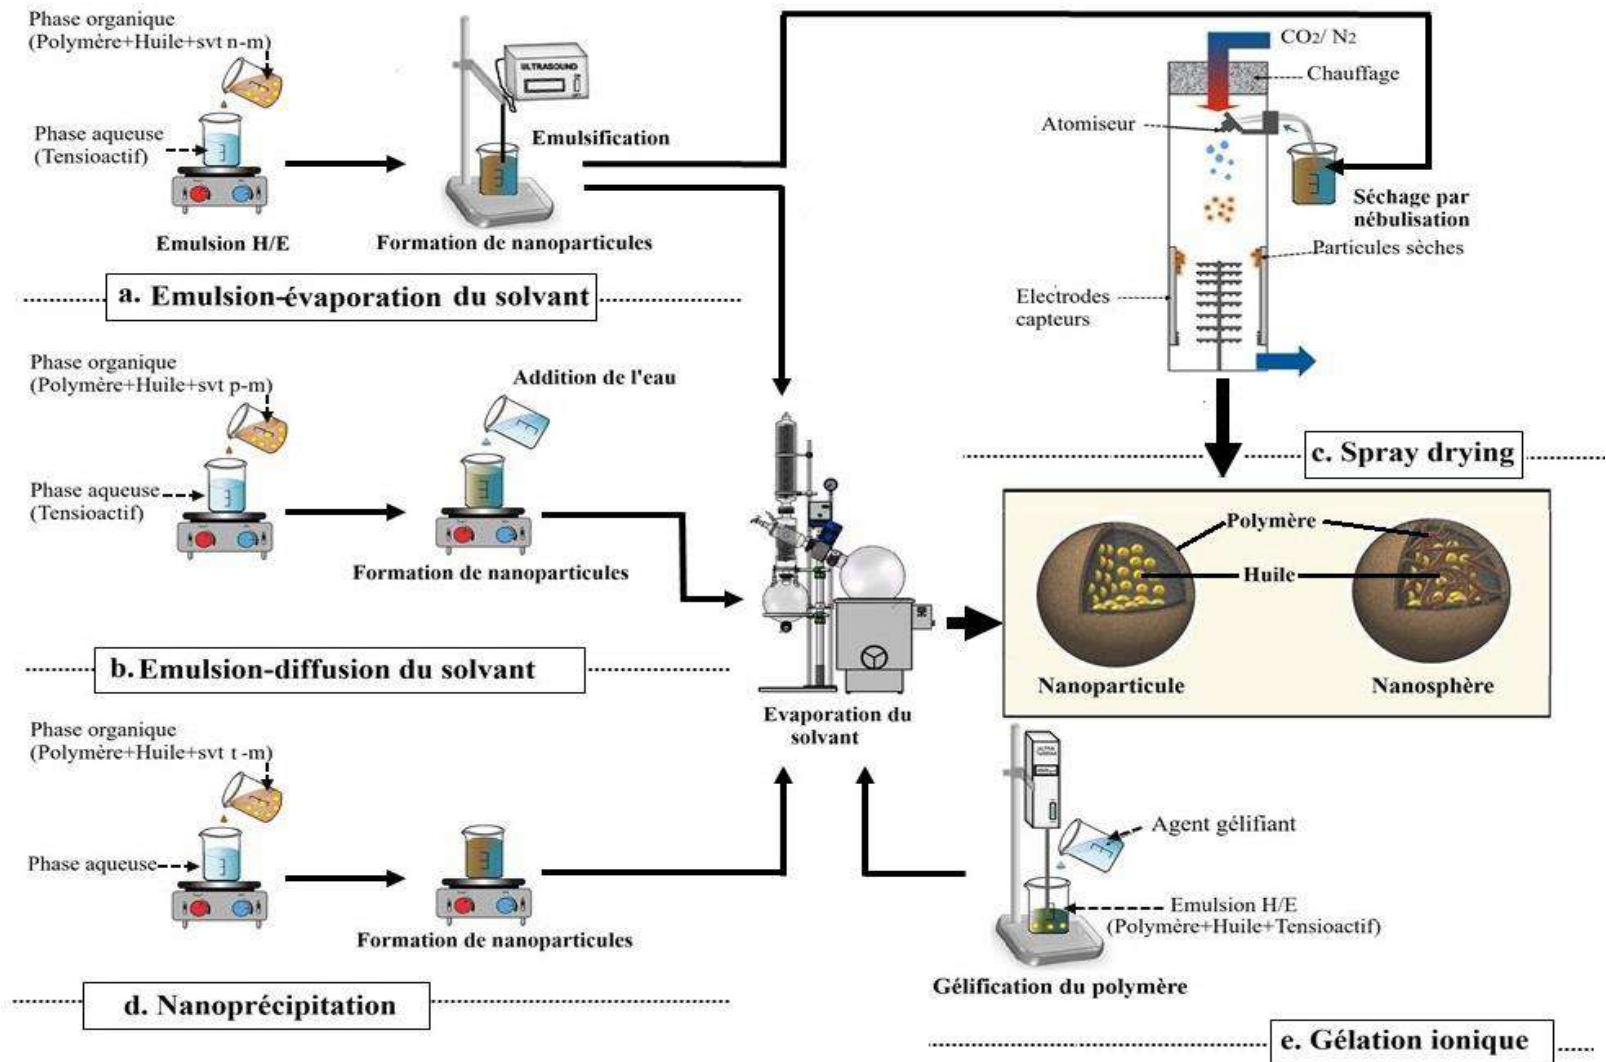 Phase organique
(Polymère+Huile+svt n-m)
Phase aqueuse
(Tensioactif)
Emulsion H/E
ULTRASOUND
Emulsification
Formation de nanoparticules
a. Emulsion-évaporation du solvant
CO2/ N2
Chauffage
Atomiseur
Séchage par
nébulisation
Particules sèches
Electrodes
capteurs
c. Spray drying
Phase organique
(Polymère+Huile+svt p-m)
Phase aqueuse
(Tensioactif)
Addition de l'eau
Formation de nanoparticules
b. Emulsion-diffusion du solvant
Evaporation du
solvant
Polymère
Huile
Nanoparticule
Nanosphère
Phase organique
(Polymère+Huile+svt t -m)
Phase aqueuse
Formation de nanoparticules
d. Nanoprécipitation
Agent gélifiant
Emulsion H/E
(Polymère+Huile+Tensioactif)
Gélification du polymère
e. Gélation ionique